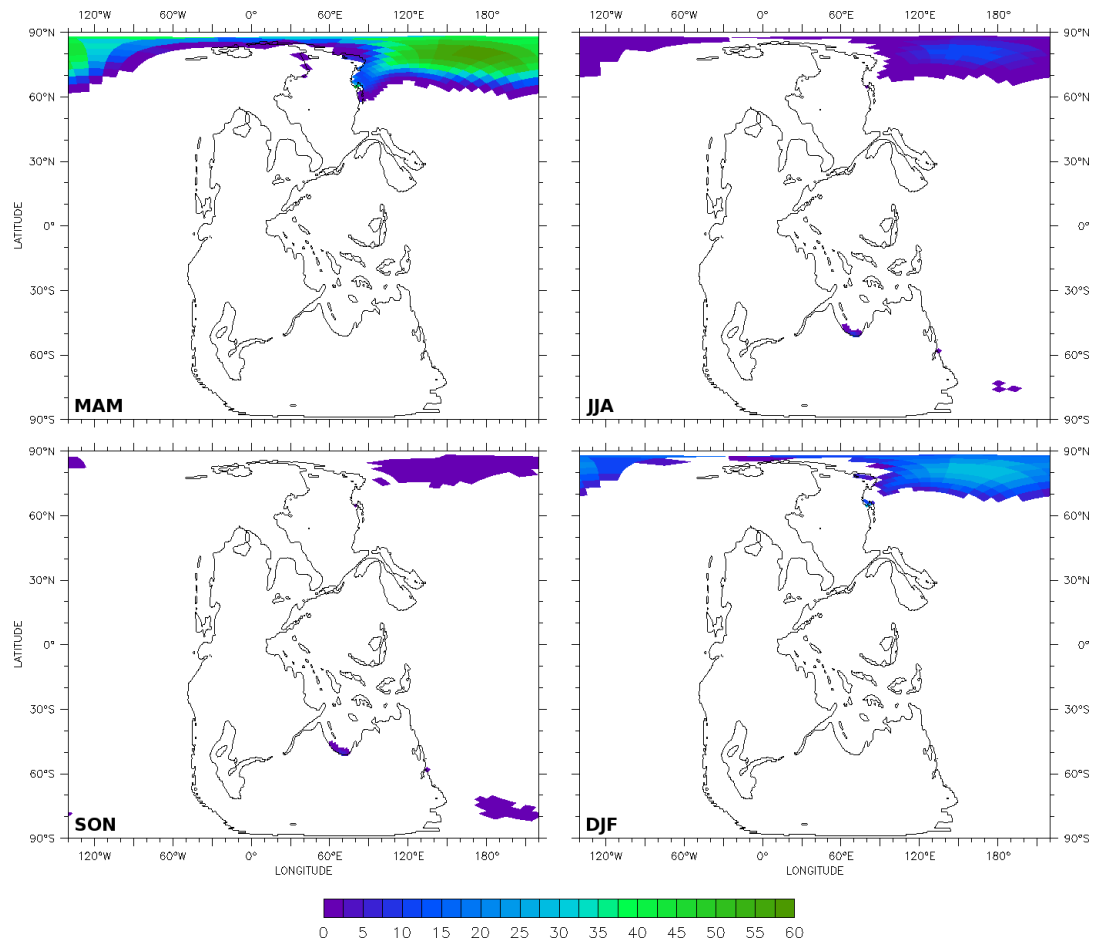 120°W 60°W 0° 60°E 120°E 180° 120°W 60°W 0° 60°E 120°E 180°
90°N 90°N
60°N 60°N
30°N 30°N
LATITUDE 0° 0°
30°S 30°S
60°S 60°S
MAM JJA
90°S 90°S
90°N 90°N
60°N 60°N
30°N 30°N
LATITUDE 0° 0°
30°S 30°S
60°S 60°S
SON DJF
90°S 90°S
120°W 60°W 0° 60°E 120°E 180° 120°W 60°W 0° 60°E 120°E 180°
LONGITUDE LONGITUDE
0 5 10 15 20 25 30 35 40 45 50 55 60